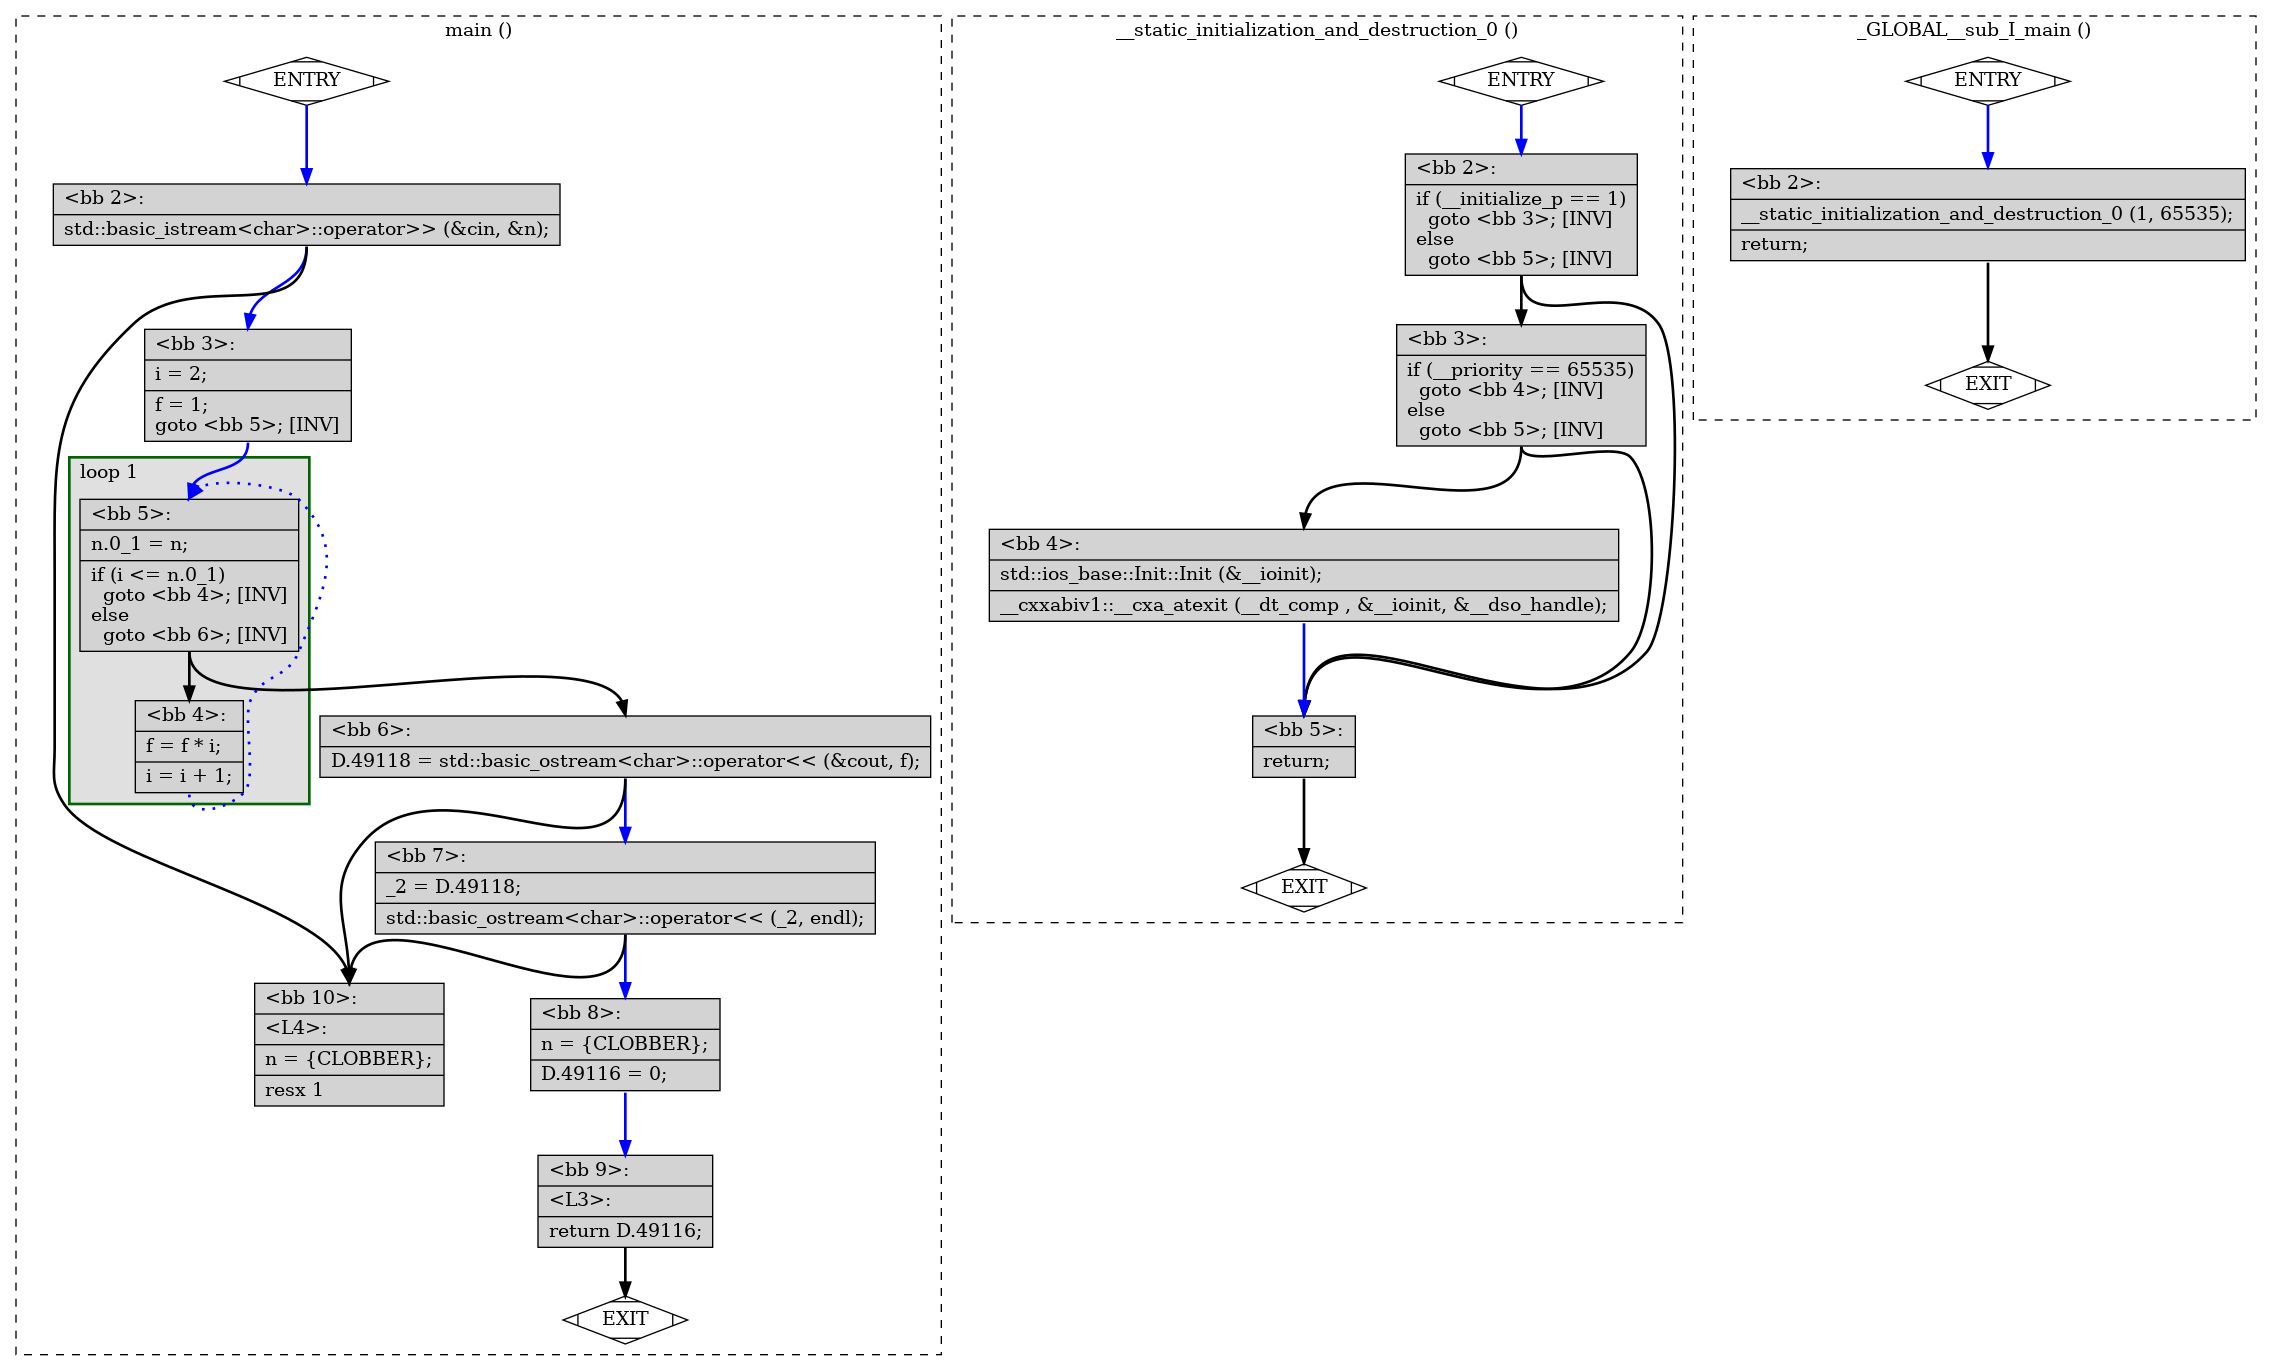 main ()
ENTRY
<bb 2>:
std::basic_istream<char>::operator>> (&cin, &n);
<bb 3>:
i = 2;
f = 1;
goto <bb 5>; [INV]
loop 1
<bb 5>:
n.0_1 = n;
if (i <= n.0_1)
goto <bb 4>; [INV]
else
goto <bb 6>; [INV]
<bb 4>:
f = f * i;
i = i + 1;
<bb 6>:
D.49118 = std::basic_ostream<char>::operator<< (&cout, f);
<bb 7>:
_2 = D.49118;
std::basic_ostream<char>::operator<< (_2, endl);
<bb 10>:
<L4>:
n = {CLOBBER};
resx 1
<bb 8>:
n = {CLOBBER};
D.49116 = 0;
<bb 9>:
<L3>:
return D.49116;
EXIT
__static_initialization_and_destruction_0 ()
ENTRY
<bb 2>:
if (__initialize_p == 1)
goto <bb 3>; [INV]
else
goto <bb 5>; [INV]
<bb 3>:
if (__priority == 65535)
goto <bb 4>; [INV]
else
goto <bb 5>; [INV]
<bb 4>:
std::ios_base::Init::Init (&__ioinit);
__cxxabiv1::__cxa_atexit (__dt_comp , &__ioinit, &__dso_handle);
<bb 5>:
return;
EXIT
_GLOBAL__sub_I_main ()
ENTRY
<bb 2>:
__static_initialization_and_destruction_0 (1, 65535);
return;
EXIT